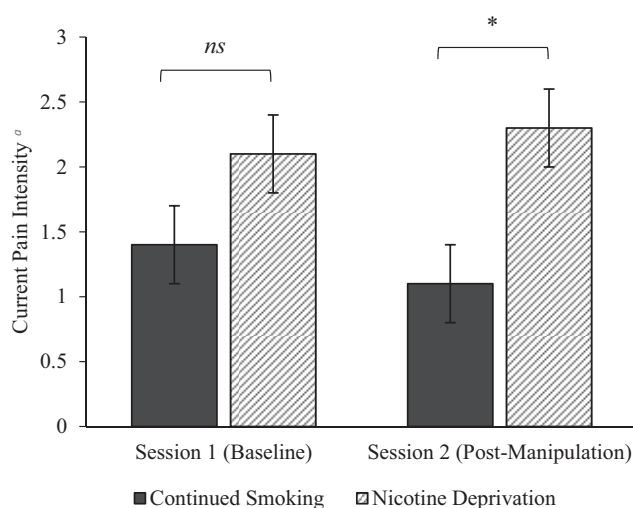 3
*
ns
2.5
2
1.5
1
0.5
0
Current Pain Intensity a
Session 1 (Baseline) Session 2 (Post-Manipulation)
Continued Smoking Nicotine Deprivation